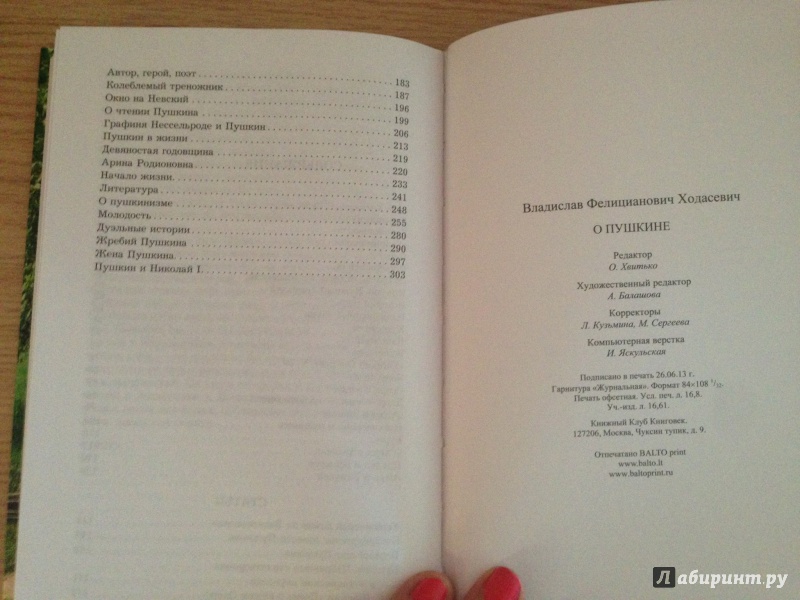 Автор, герой, поэт . . . . . . . . . . . . . . . . . . . . . . . . . . 183
Колеблемый треножник . . . . . . . . . . . . . . . . . . . . . . . . 187
Окно на Невский . . . . . . . . . . . . . . . . . . . . . . . . . . . 196
О чтении Пушкина . . . . . . . . . . . . . . . . . . . . . . . . . . 199
Графиня Нессельроде и Пушкин . . . . . . . . . . . . . . . . . . . . 206
Пушкин в жизни . . . . . . . . . . . . . . . . . . . . . . . . . . . 213
Девяностая годовщина . . . . . . . . . . . . . . . . . . . . . . . . 219
Арина Родионовна . . . . . . . . . . . . . . . . . . . . . . . . . . 220
Начало жизни. . . . . . . . . . . . . . . . . . . . . . . . . . . . 233
Литература . . . . . . . . . . . . . . . . . . . . . . . . . . . . . 241
О пушкинизме . . . . . . . . . . . . . . . . . . . . . . . . . . . . 248
Молодость . . . . . . . . . . . . . . . . . . . . . . . . . . . . . . 255
Дуэльные истории . . . . . . . . . . . . . . . . . . . . . . . . . . 280
Жребий Пушкина . . . . . . . . . . . . . . . . . . . . . . . . . . . 290
Жена Пушкина. . . . . . . . . . . . . . . . . . . . . . . . . . . . 297
Пушкин и Николай I. . . . . . . . . . . . . . . . . . . . . . . . . 303
Владислав Фелицианович Ходасевич
О ПУШКИНЕ
Редактор
О. Хвитько
Художественный редактор
А. Балашова
Корректоры
Л. Кузьмина, М. Сергеева
Компьютерная верстка
И. Яскульская
Подписано в печать 26.06.13 г.
Гарнитура «Журнальная». Формат 84×108 1/32.
Печать офсетная. Усл. печ. л. 16,8.
Уч.-изд. л. 16,61.
Книжный Клуб Книговек.
127206, Москва, Чуксин тупик, д. 9.
Отпечатано BALTO print
www.balto.lt
www.baltoprint.ru
Лабиринт.ру